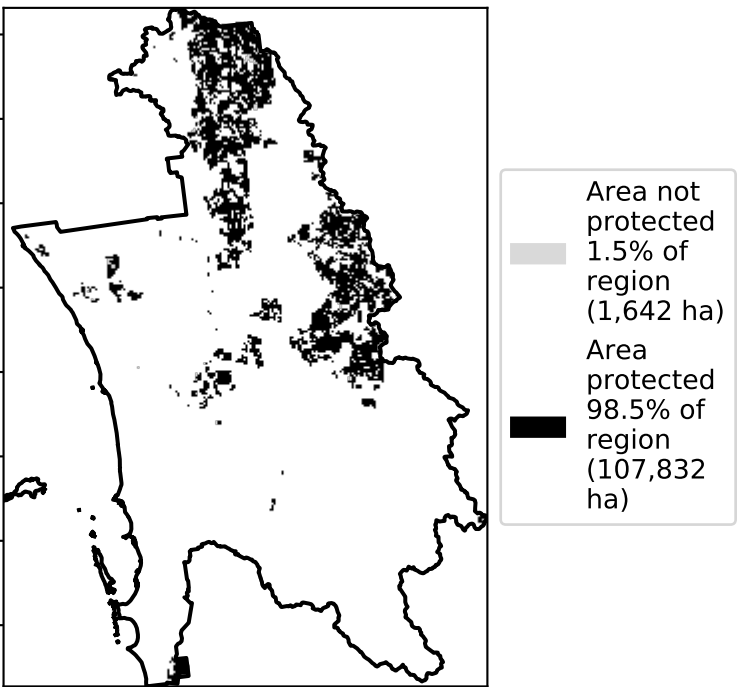 Area not
protected
1.5% of
region
(1,642 ha)
Area
protected
98.5% of
region
(107,832
ha)